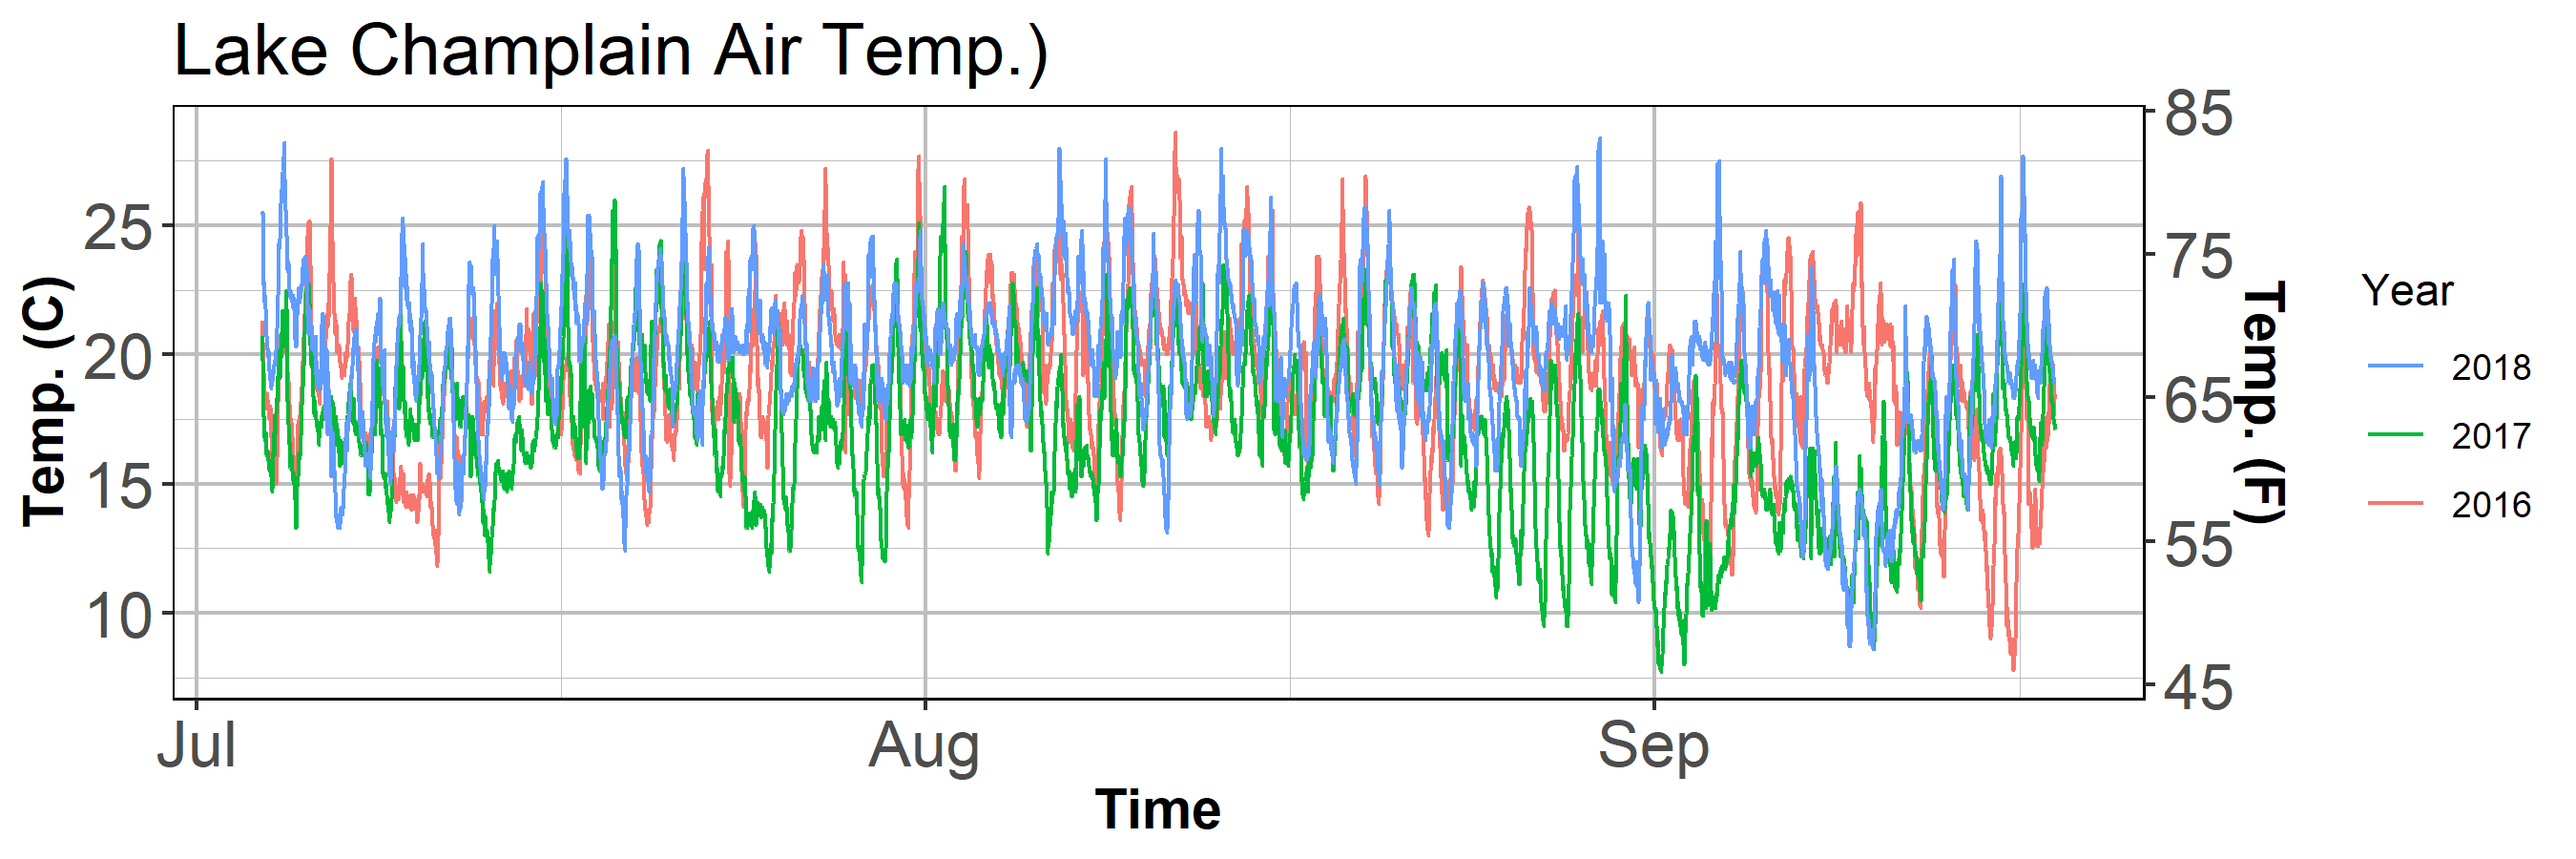 Lake Champlain Air Temp.)
Temp. (C)
25
20
15
10
85
75
65
55
45
Temp. (F)
Jul
Aug
Sep
Time
Year
2018
2017
2016